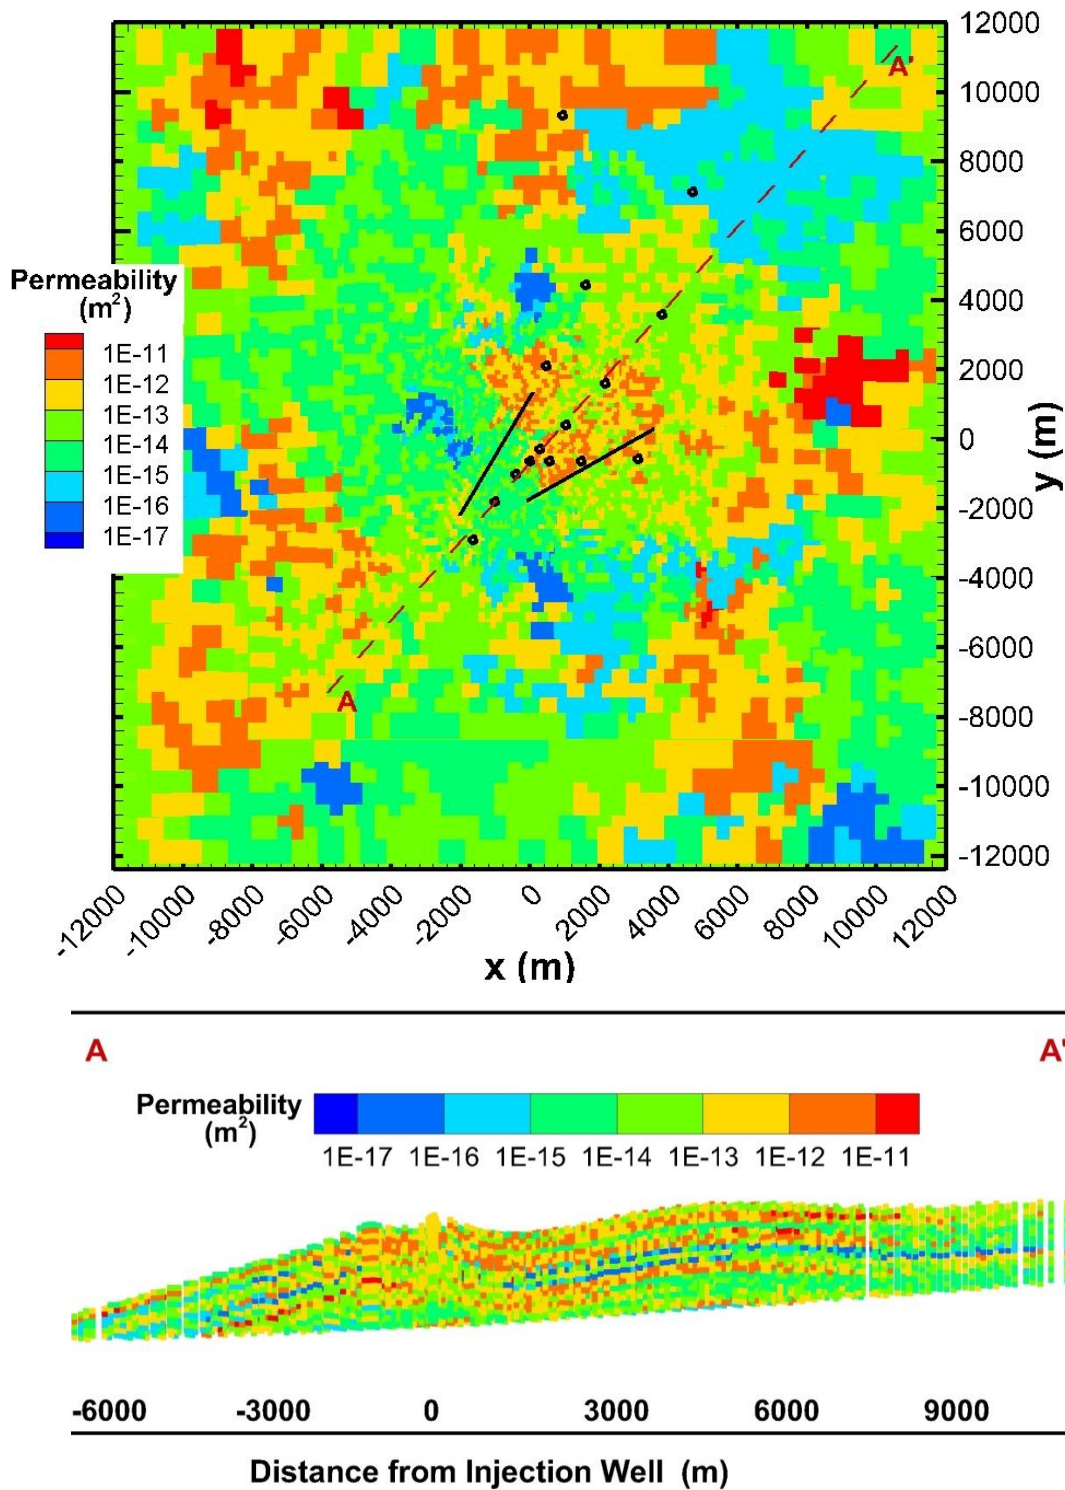 12000
A'
10000
8000
6000
Permeability
(m²)
4000
1E-11
1E-12
1E-13
1E-14
1E-15
1E-16
1E-17
2000
0
y (m)
-2000
-4000
-6000
A
-8000
-10000
-12000
-12000 -10000 -8000 -6000 -4000 -2000 0 2000 4000 6000 8000 10000 12000
x (m)
A A'
Permeability
(m²)
1E-17 1E-16 1E-15 1E-14 1E-13 1E-12 1E-11
-6000 -3000 0 3000 6000 9000
Distance from Injection Well (m)